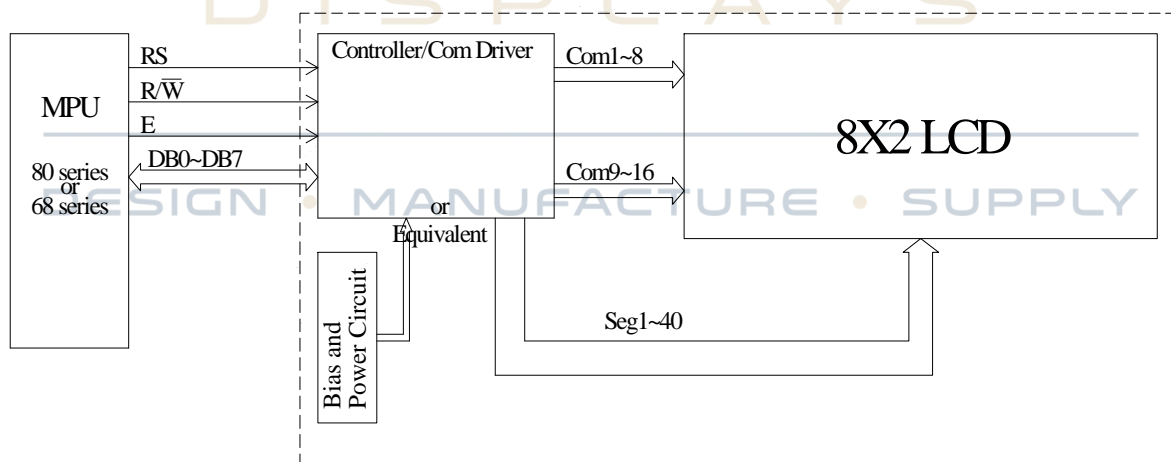 DISPLAYS
MPU
80 series
or
68 series
RS
R/W̅
E
DB0~DB7
Controller/Com Driver
or
Equivalent
Bias and
Power Circuit
Com1~8
Com9~16
Seg1~40
8X2 LCD
DESIGN • MANUFACTURE • SUPPLY